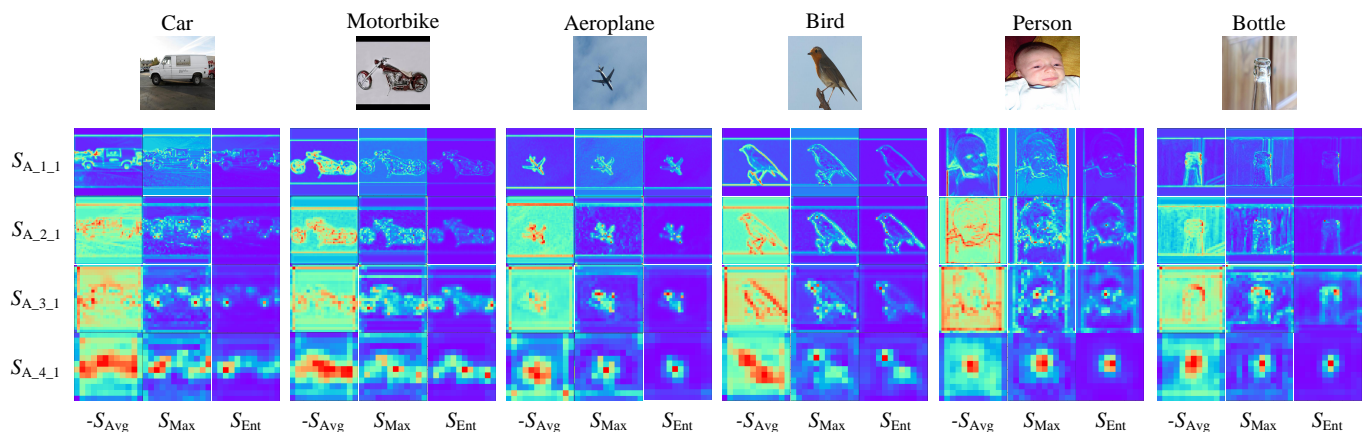 Car Motorbike Aeroplane Bird Person Bottle
S_A_1_1
S_A_2_1
S_A_3_1
S_A_4_1
-S_Avg S_Max S_Ent -S_Avg S_Max S_Ent -S_Avg S_Max S_Ent -S_Avg S_Max S_Ent -S_Avg S_Max S_Ent -S_Avg S_Max S_Ent